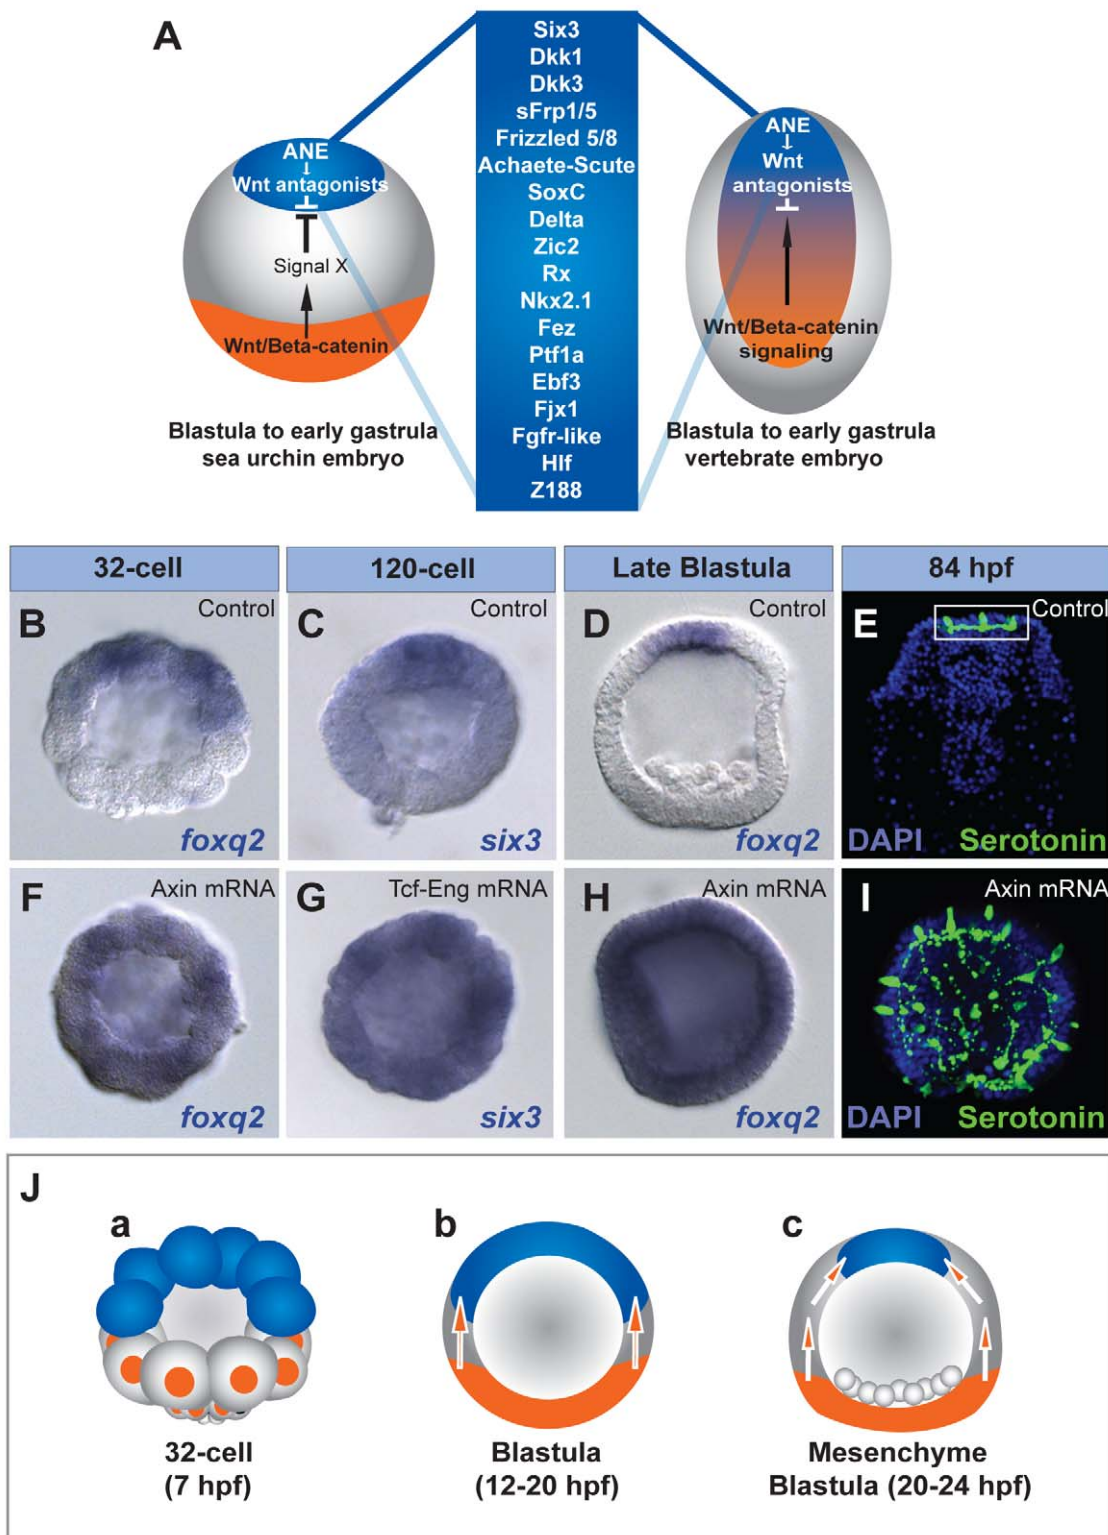 A
Six3
Dkk1
Dkk3
sFrp1/5
Frizzled 5/8
Achaete-Scute
SoxC
Delta
Zic2
Rx
Nkx2.1
Fez
Ptf1a
Ebf3
Fjx1
Fgfr-like
Hlf
Z188
ANE
Wnt antagonists
Signal X
Wnt/Beta-catenin
Blastula to early gastrula
sea urchin embryo
ANE
Wnt
antagonists
Wnt/Beta-catenin
signaling
Blastula to early gastrula
vertebrate embryo
32-cell
120-cell
Late Blastula
84 hpf
B
Control
foxq2
C
Control
six3
D
Control
foxq2
E
Control
DAPI
Serotonin
F
Axin mRNA
foxq2
G
Tcf-Eng mRNA
six3
H
Axin mRNA
foxq2
I
Axin mRNA
DAPI
Serotonin
J
a
32-cell
(7 hpf)
b
Blastula
(12-20 hpf)
c
Mesenchyme
Blastula (20-24 hpf)